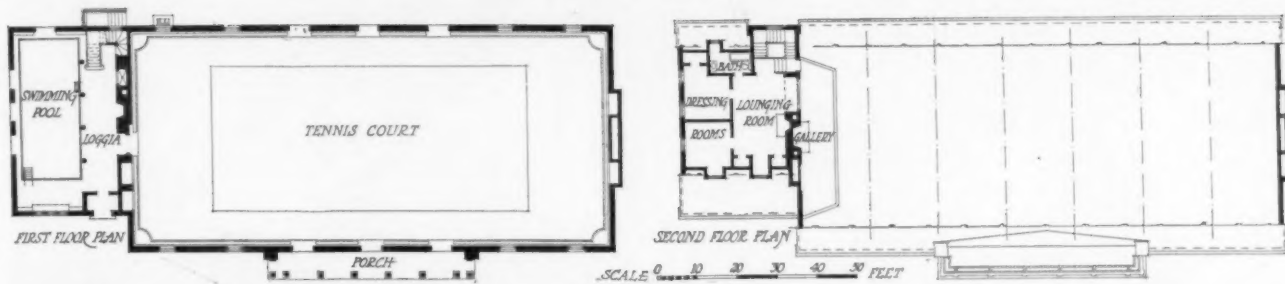 SWIMMING
POOL
LOGGIA
TENNIS COURT
FIRST FLOOR PLAN
PORCH
BATHS
DRESSING
ROOMS
LOUNGING
ROOM
GALLERY
SECOND FLOOR PLAN
SCALE 0 10 20 30 40 50 FEET